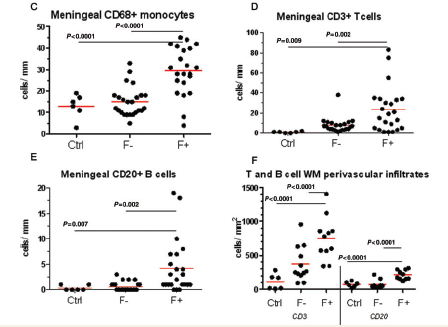 C
Meningeal CD68+ monocytes
P<0.0001
P<0.0001
cells/ mm
50
40
30
20
10
0
Ctrl F- F+
D
Meningeal CD3+ Tcells
P=0.002
P=0.009
cells/ mm
100
80
60
40
20
0
Ctrl F- F+
E
Meningeal CD20+ B cells
P=0.002
P=0.007
cells/ mm
20
15
10
5
0
Ctrl F- F+
F
T and B cell WM perivascular infiltrates
P<0.0001
P<0.0001
P<0.0001
P<0.0001
cells/ mm²
1500
1000
500
0
Ctrl F- F+ Ctrl F- F+
CD3 CD20